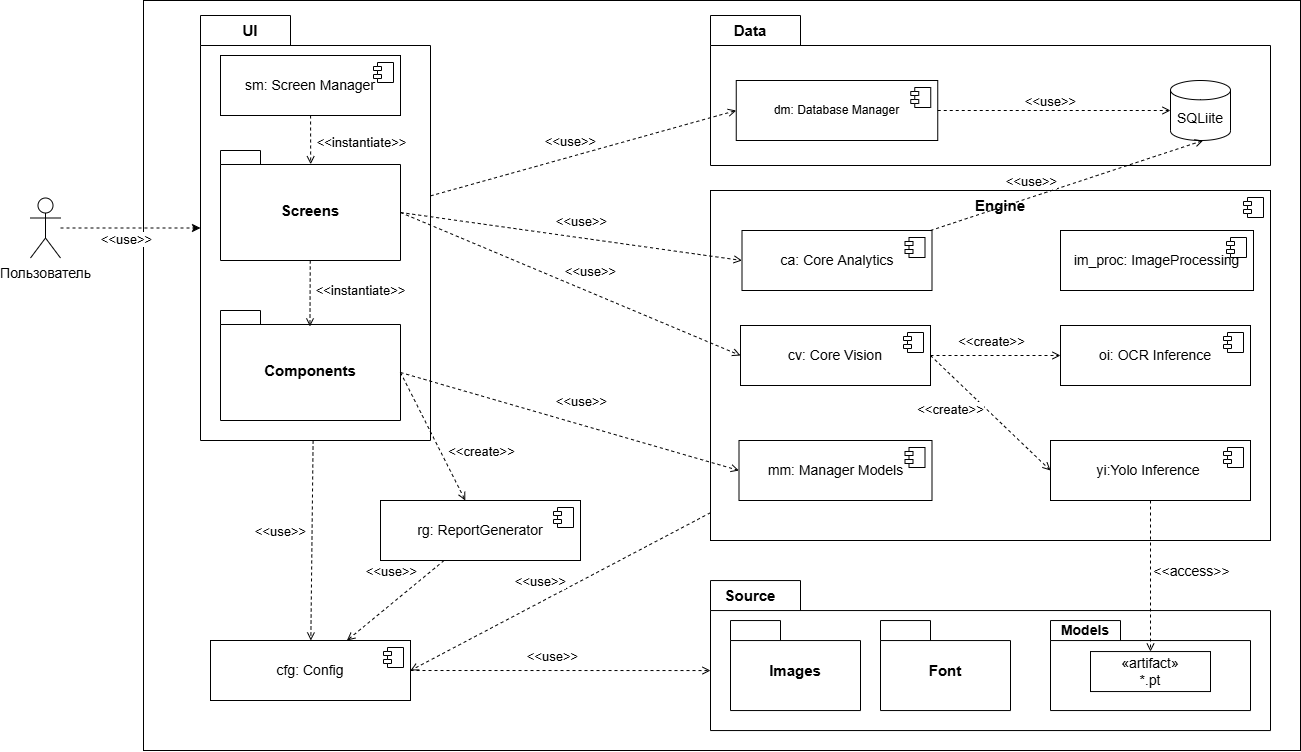 UI
sm: Screen Manager
<<instantiate>>
Screens
<<instantiate>>
Components
Пользователь
<<use>>
Data
dm: Database Manager
<<use>>
SQLiite
<<use>>
<<use>>
Engine
<<use>>
ca: Core Analytics
im_proc: ImageProcessing
<<use>>
cv: Core Vision
<<create>>
oi: OCR Inference
<<use>>
<<create>>
mm: Manager Models
yi:Yolo Inference
<<create>>
rg: ReportGenerator
<<use>>
<<use>>
<<use>>
<<access>>
cfg: Config
<<use>>
Source
Images
Font
Models
«artifact»
*.pt